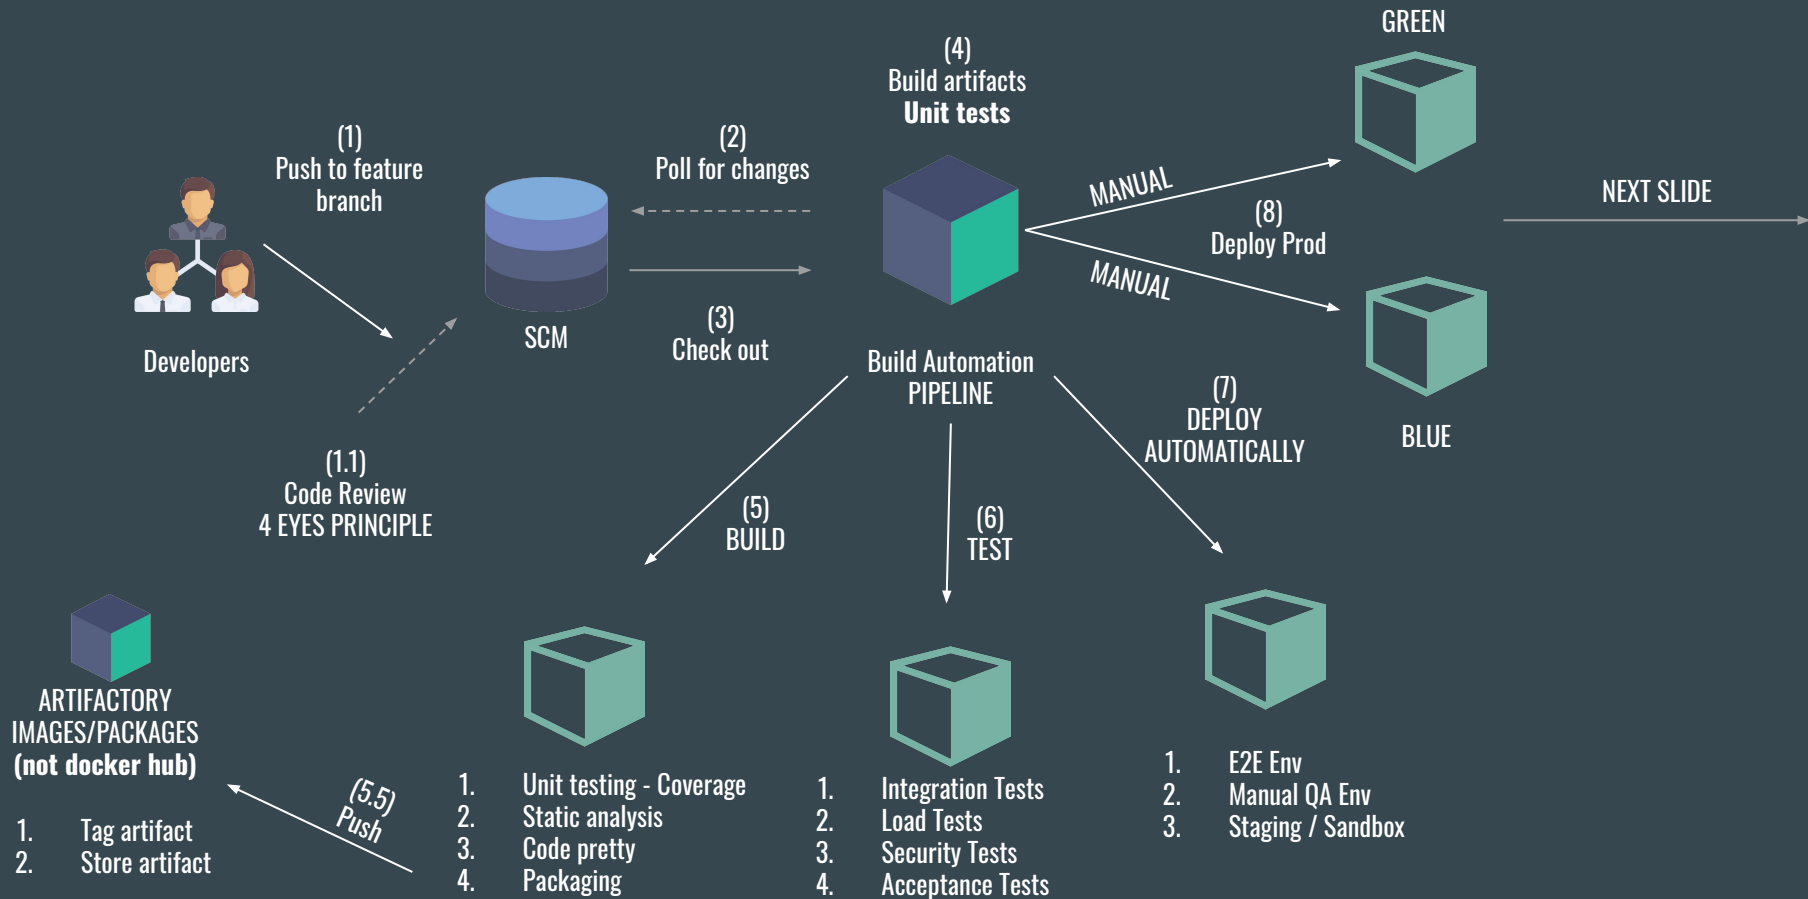 GREEN
(4)
Build artifacts
Unit tests
(1)
Push to feature
branch
(2)
Poll for changes
MANUAL
(8)
Deploy Prod
MANUAL
NEXT SLIDE
SCM
(3)
Check out
Developers
Build Automation
PIPELINE
(7)
DEPLOY
AUTOMATICALLY
BLUE
(1.1)
Code Review
4 EYES PRINCIPLE
(5)
BUILD
(6)
TEST
ARTIFACTORY
IMAGES/PACKAGES
(not docker hub)
1. Tag artifact
2. Store artifact
(5.5)
Push
1. Unit testing - Coverage
2. Static analysis
3. Code pretty
4. Packaging
1. Integration Tests
2. Load Tests
3. Security Tests
4. Acceptance Tests
1. E2E Env
2. Manual QA Env
3. Staging / Sandbox